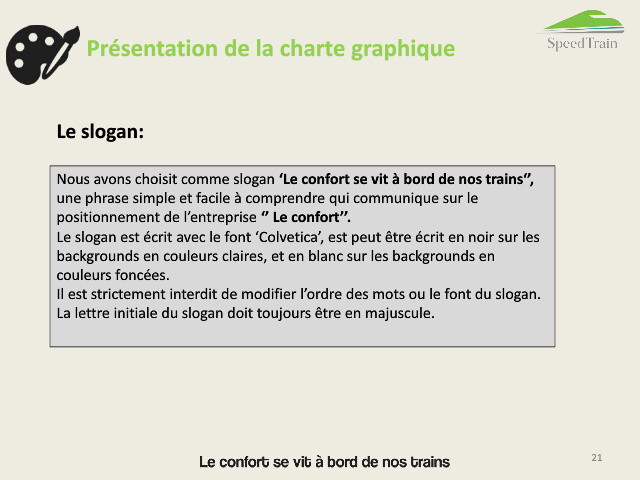 Présentation de la charte graphique
SpeedTrain
Le slogan:
Nous avons choisit comme slogan ‘Le confort se vit à bord de nos trains’’,
une phrase simple et facile à comprendre qui communique sur le
positionnement de l’entreprise ‘’ Le confort’’.
Le slogan est écrit avec le font ‘Colvetica’, est peut être écrit en noir sur les
backgrounds en couleurs claires, et en blanc sur les backgrounds en
couleurs foncées.
Il est strictement interdit de modifier l’ordre des mots ou le font du slogan.
La lettre initiale du slogan doit toujours être en majuscule.
Le confort se vit à bord de nos trains
21